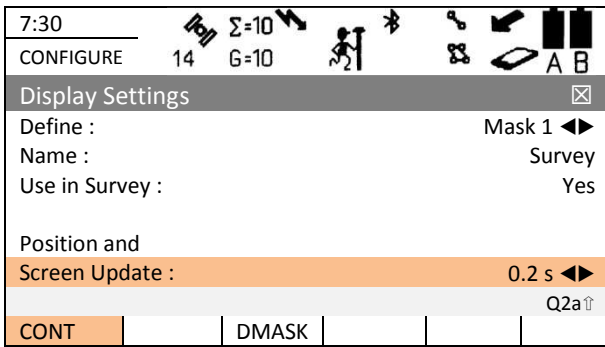 7:30 Σ=10
CONFIGURE 14 G=10 A B
Display Settings
Define : Mask 1 ◀▶
Name : Survey
Use in Survey : Yes
Position and
Screen Update : 0.2 s ◀▶
Q2a⇧
CONT DMASK